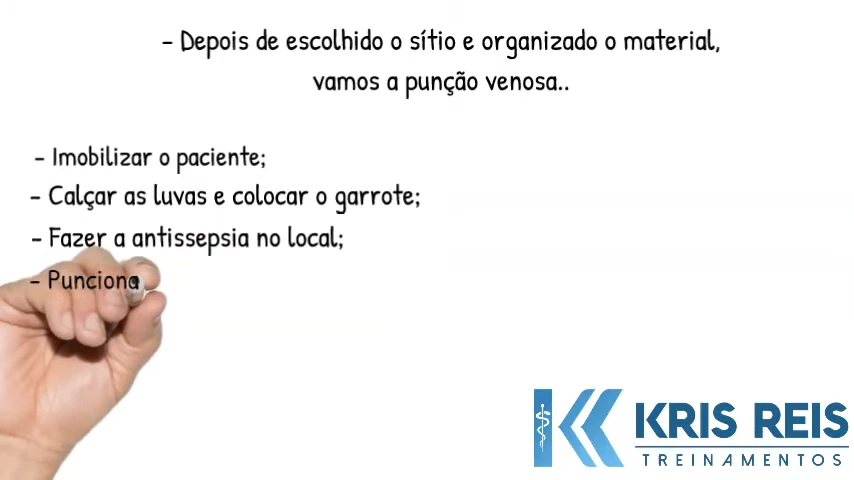 - Depois de escolhido o sítio e organizado o material,
vamos a punção venosa..
- Imobilizar o paciente;
- Calçar as luvas e colocar o garrote;
- Fazer a antissepsia no local;
- Punciona
KRIS REIS
TREINAMENTOS